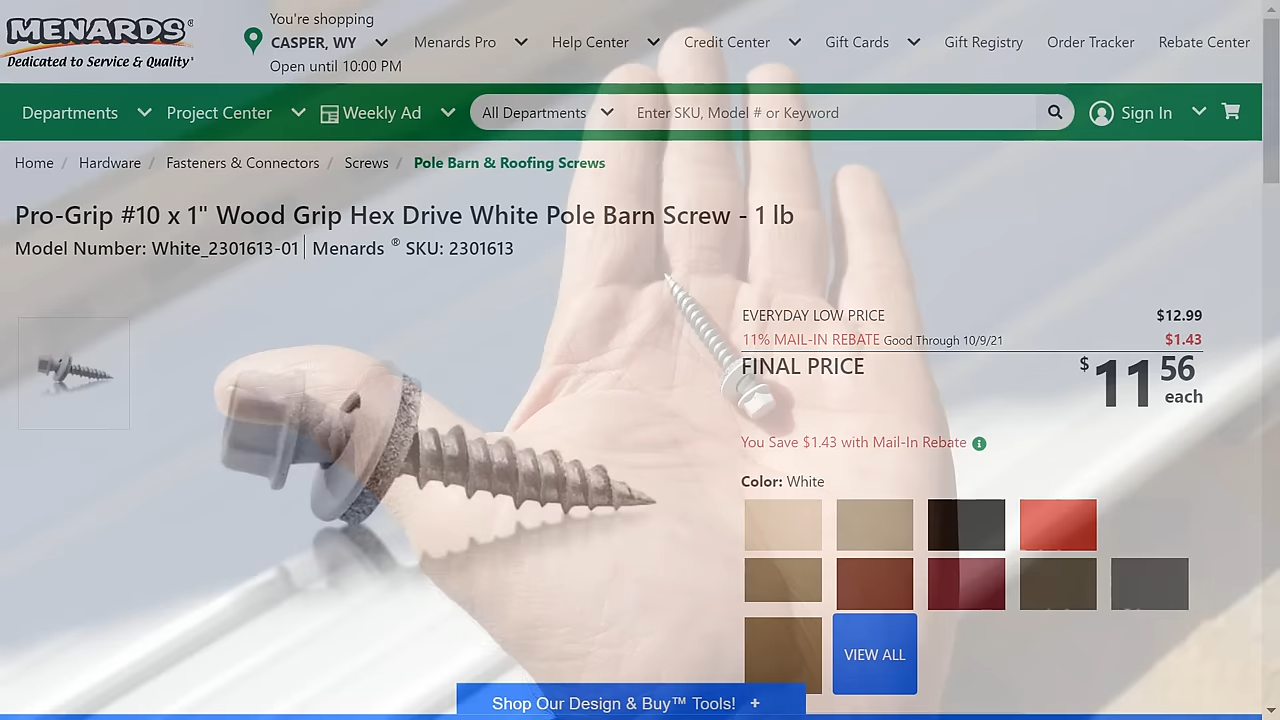 MENARDS®
Dedicated to Service & Quality®
You're shopping
CASPER, WY
Open until 10:00 PM
Menards Pro
Help Center
Credit Center
Gift Cards
Gift Registry
Order Tracker
Rebate Center
Departments
Project Center
Weekly Ad
All Departments
Enter SKU, Model # or Keyword
Sign In
Home / Hardware / Fasteners & Connectors / Screws / Pole Barn & Roofing Screws
Pro-Grip #10 x 1" Wood Grip Hex Drive White Pole Barn Screw - 1 lb
Model Number: White_2301613-01 | Menards ® SKU: 2301613
EVERYDAY LOW PRICE $12.99
11% MAIL-IN REBATE Good Through 10/9/21 $1.43
FINAL PRICE $11 56
each
You Save $1.43 with Mail-In Rebate
Color: White
VIEW ALL
Shop Our Design & Buy™ Tools! +